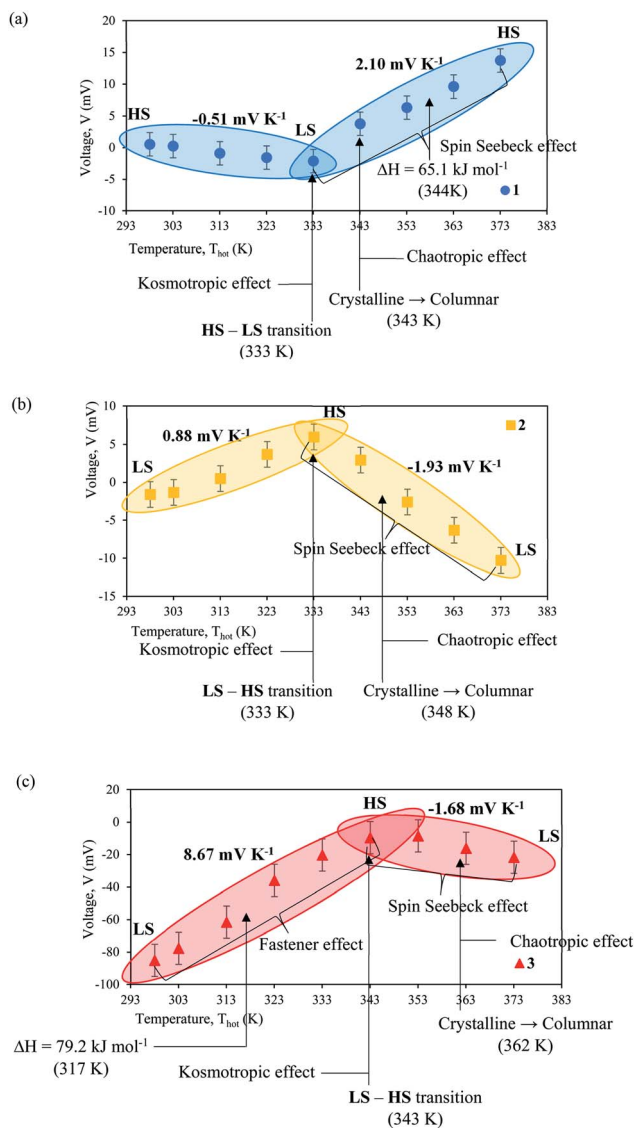 (a)
HS
2.10 mV K-1
-0.51 mV K-1
HS
LS
Spin Seebeck effect
ΔH = 65.1 kJ mol-1
(344K)
1
Voltage, V (mV)
20
15
10
5
0
-5
-10
293 303 313 323 333 343 353 363 373 383
Temperature, Thot (K)
Chaotropic effect
Kosmotropic effect
Crystalline → Columnar
(343 K)
HS – LS transition
(333 K)
(b)
HS
2
0.88 mV K-1
LS
-1.93 mV K-1
Spin Seebeck effect
LS
Voltage, V (mV)
10
5
0
-5
-10
-15
293 303 313 323 333 343 353 363 373 383
Temperature, Thot (K)
Kosmotropic effect
Chaotropic effect
LS – HS transition
(333 K)
Crystalline → Columnar
(348 K)
(c)
HS
-1.68 mV K-1
8.67 mV K-1
LS
Spin Seebeck effect
LS
Fastener effect
Chaotropic effect
3
Voltage, V (mV)
20
0
-20
-40
-60
-80
-100
293 303 313 323 333 343 353 363 373 383
Temperature, Thot (K)
Crystalline → Columnar
(362 K)
ΔH = 79.2 kJ mol-1
(317 K)
Kosmotropic effect
LS – HS transition
(343 K)